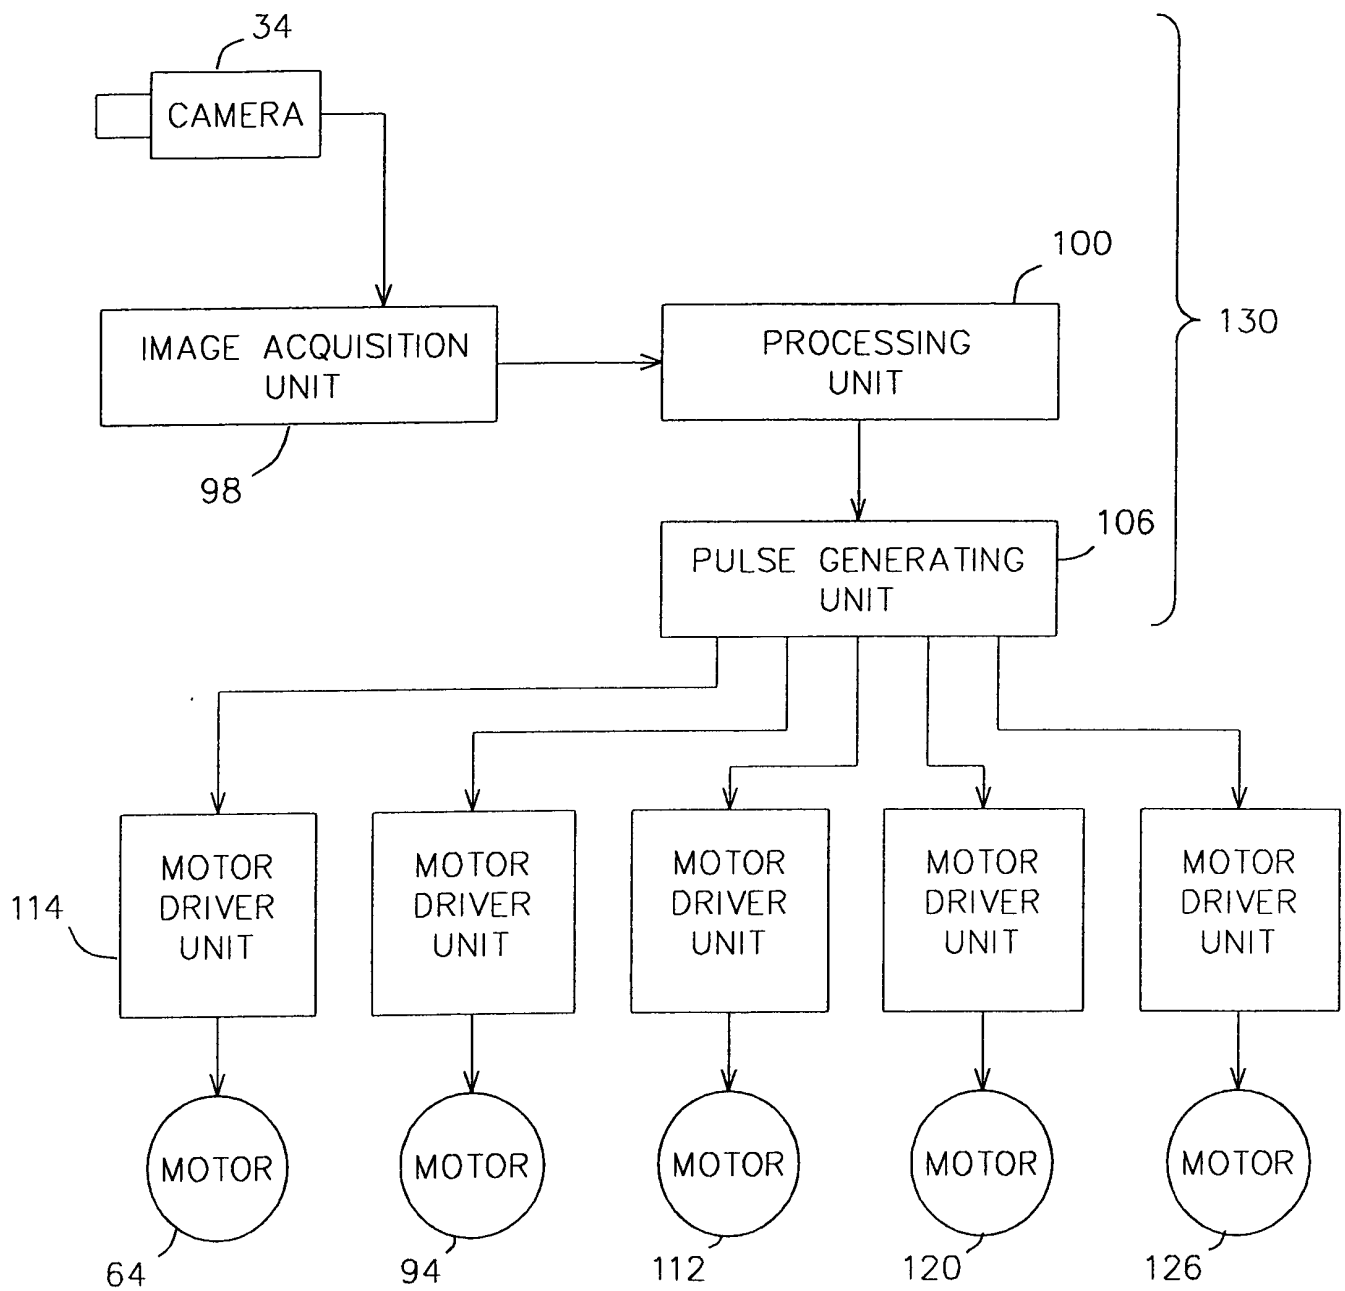 34
CAMERA
100
130
IMAGE ACQUISITION
UNIT
PROCESSING
UNIT
98
106
PULSE GENERATING
UNIT
114
MOTOR
DRIVER
UNIT
MOTOR
DRIVER
UNIT
MOTOR
DRIVER
UNIT
MOTOR
DRIVER
UNIT
MOTOR
DRIVER
UNIT
MOTOR
MOTOR
MOTOR
MOTOR
MOTOR
64
94
112
120
126